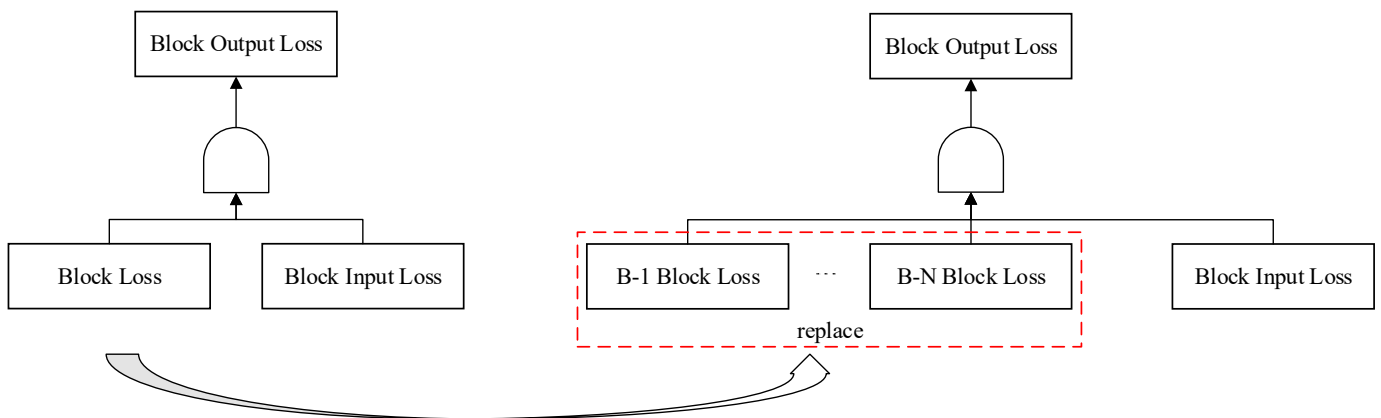 Block Output Loss
Block Output Loss
Block Loss
Block Input Loss
B-1 Block Loss
...
B-N Block Loss
Block Input Loss
replace